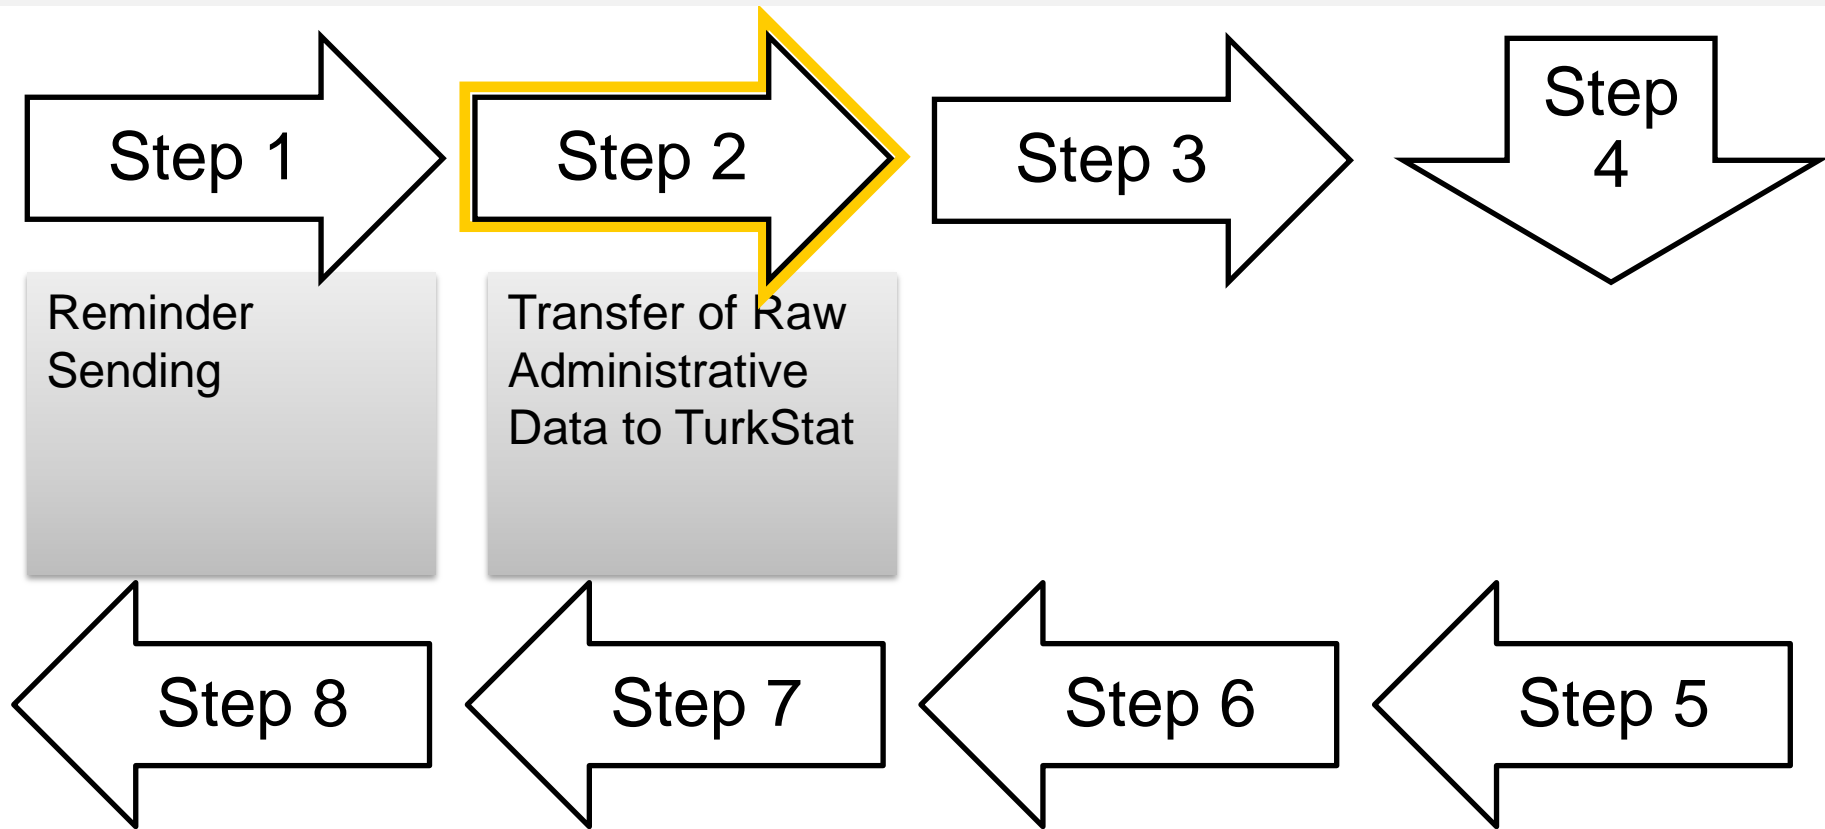 Step 1
Step 2
Step 3
Step
4
Reminder
Sending
Transfer of Raw
Administrative
Data to TurkStat
Step 8
Step 7
Step 6
Step 5